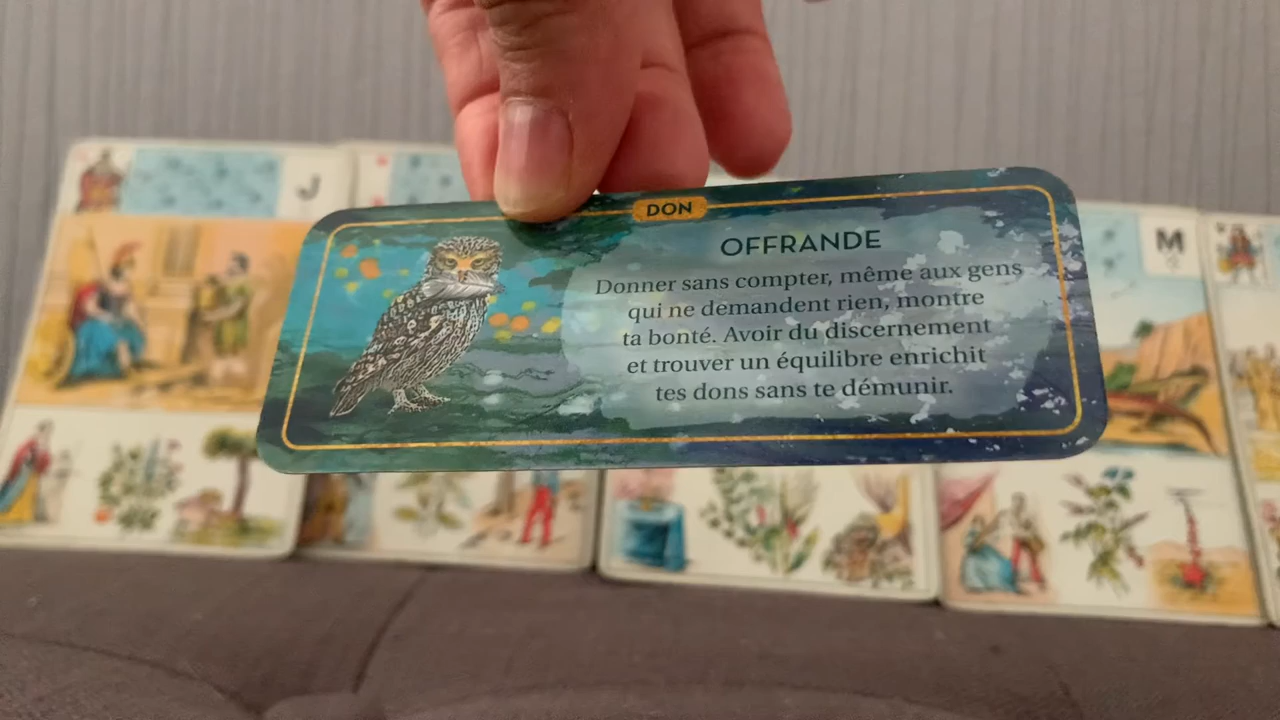 J
M
DON
OFFRANDE
Donner sans compter, même aux gens
qui ne demandent rien, montre
ta bonté. Avoir du discernement
et trouver un équilibre enrichit
tes dons sans te démunir.